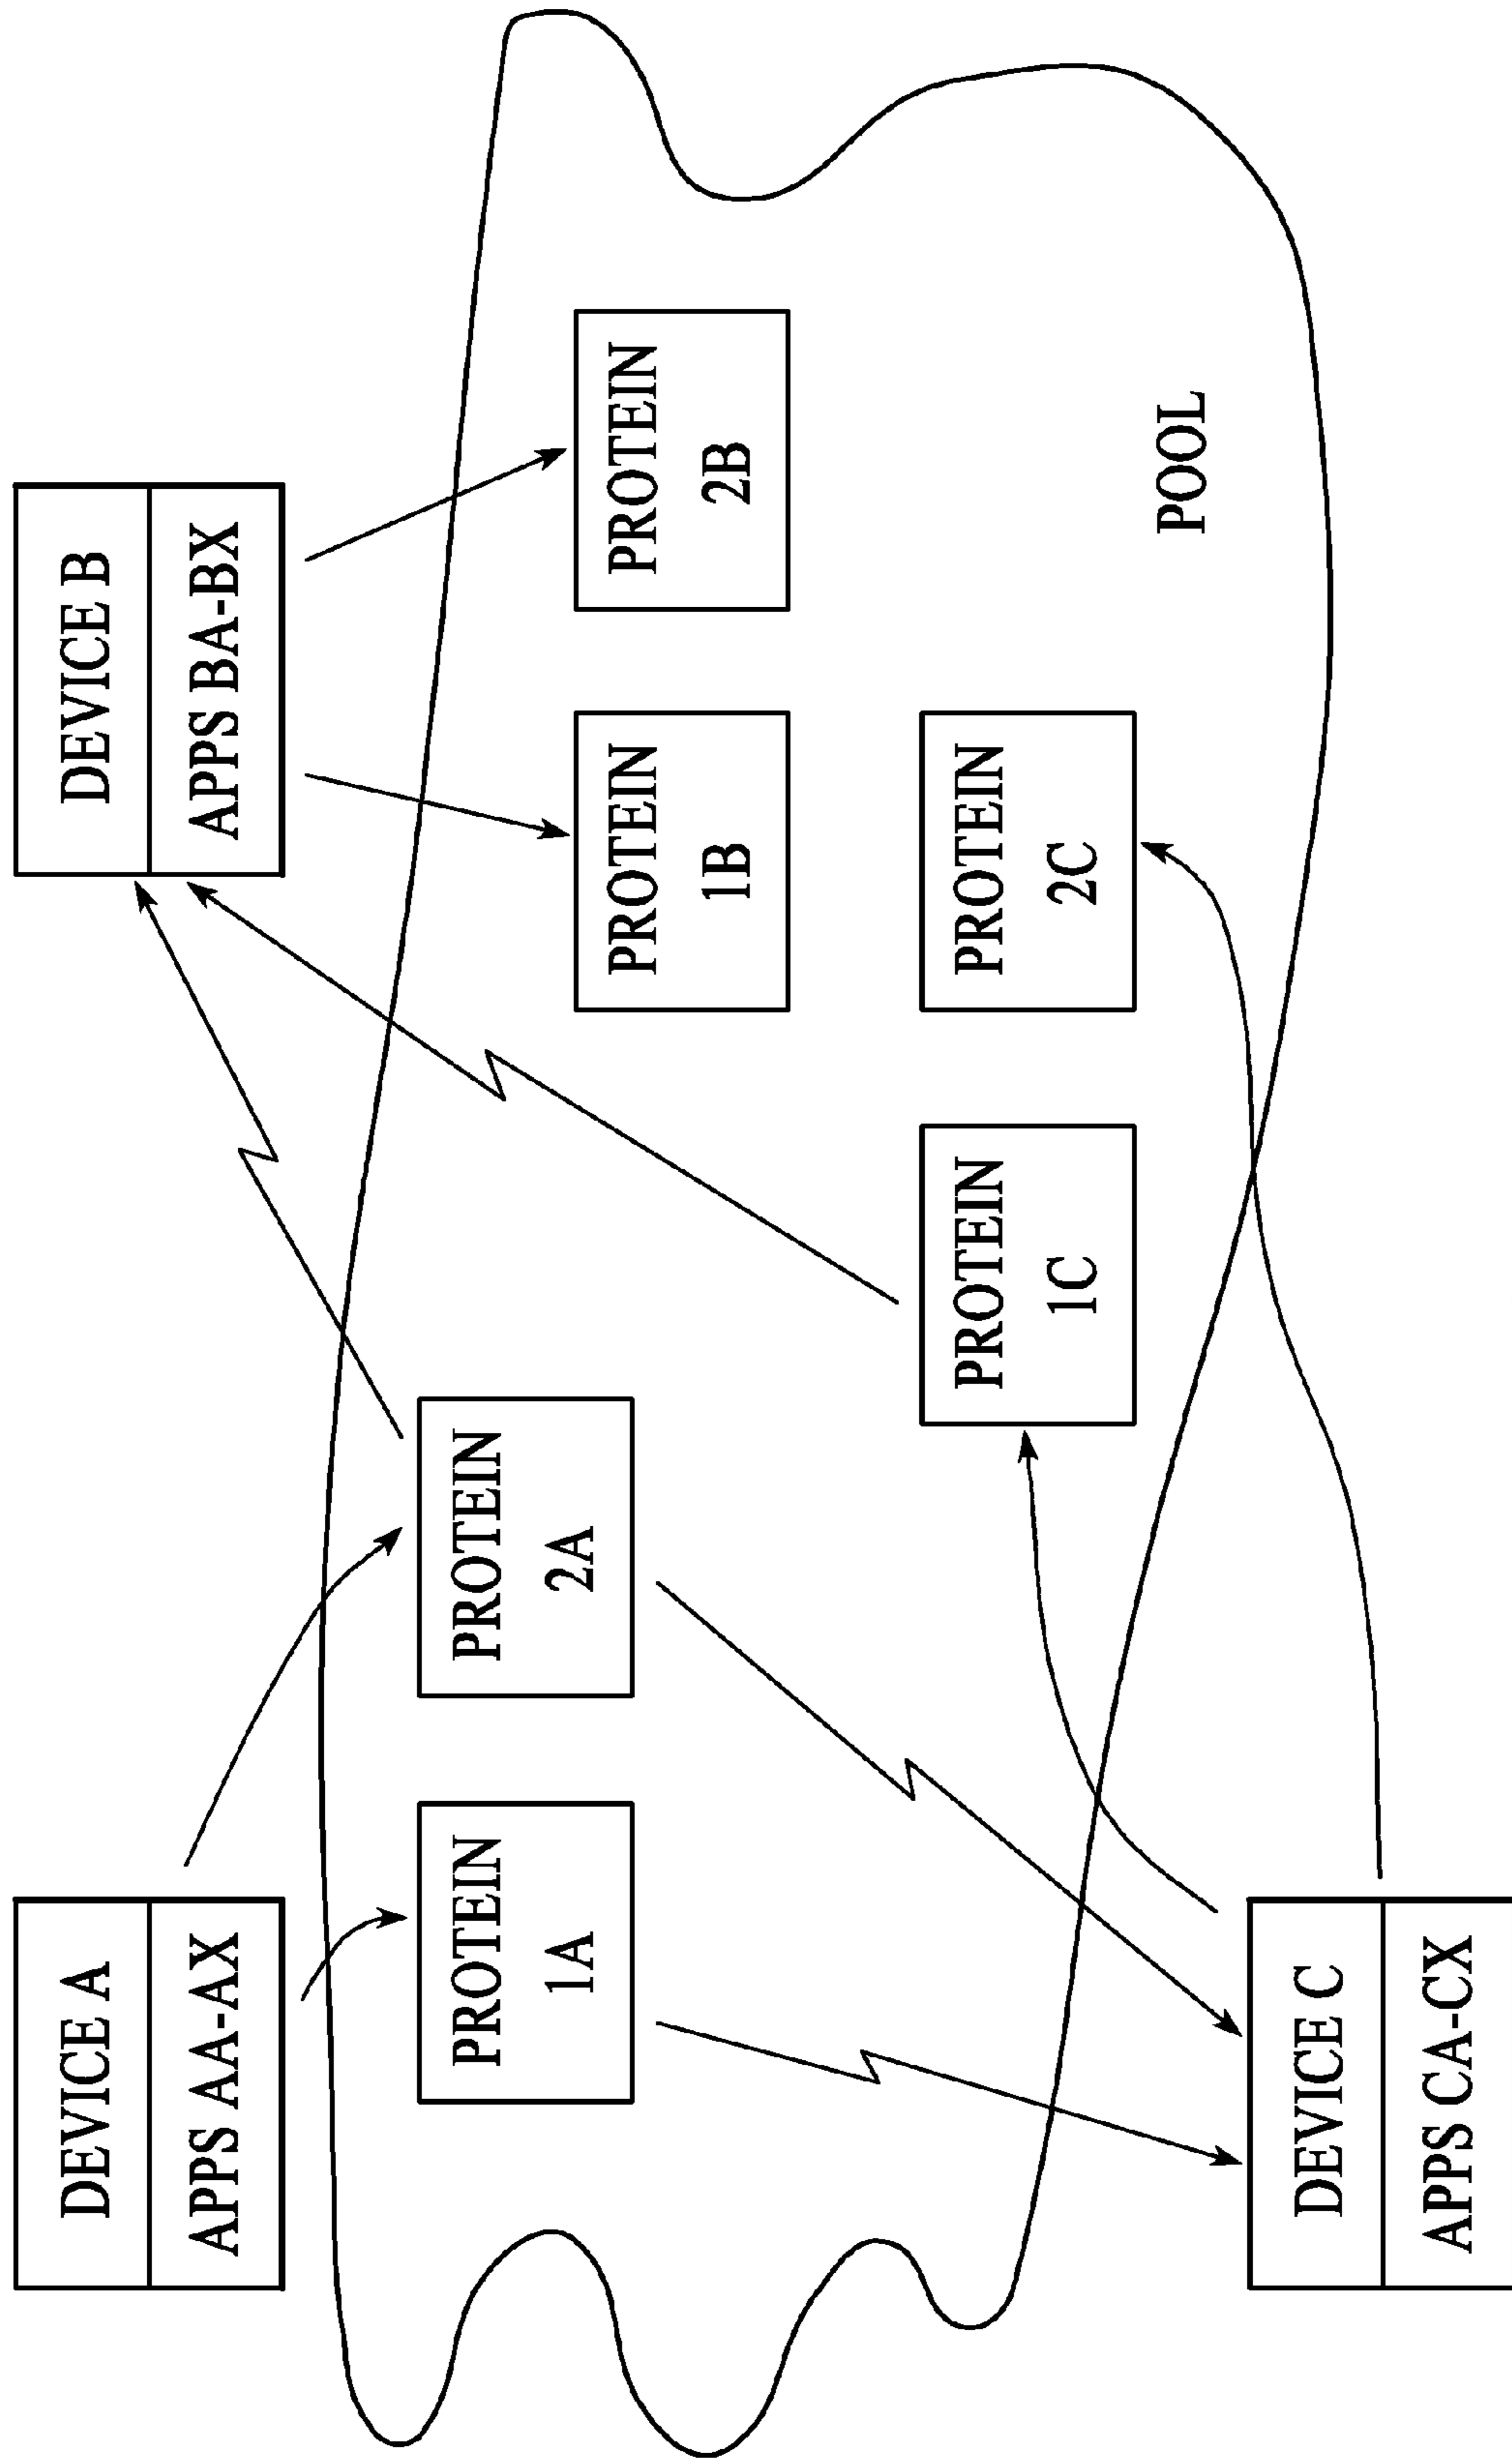 DEVICE A
APPS AA-AX
DEVICE B
APPS BA-BX
PROTEIN
1A
PROTEIN
2A
PROTEIN
1B
PROTEIN
2B
PROTEIN
1C
PROTEIN
2C
POOL
DEVICE C
APPS CA-CX